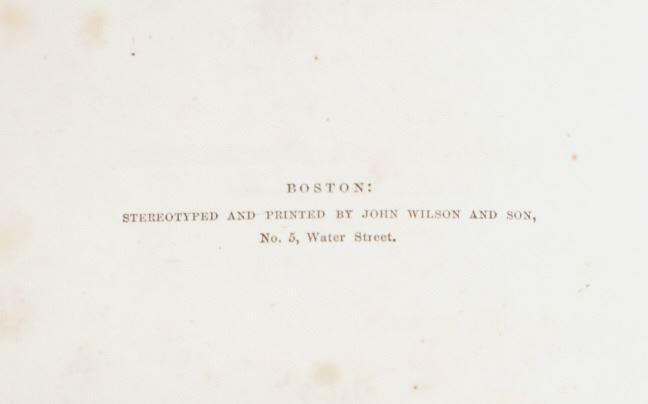 BOSTON:
STEREOTYPED AND PRINTED BY JOHN WILSON AND SON,
No. 5, Water Street.